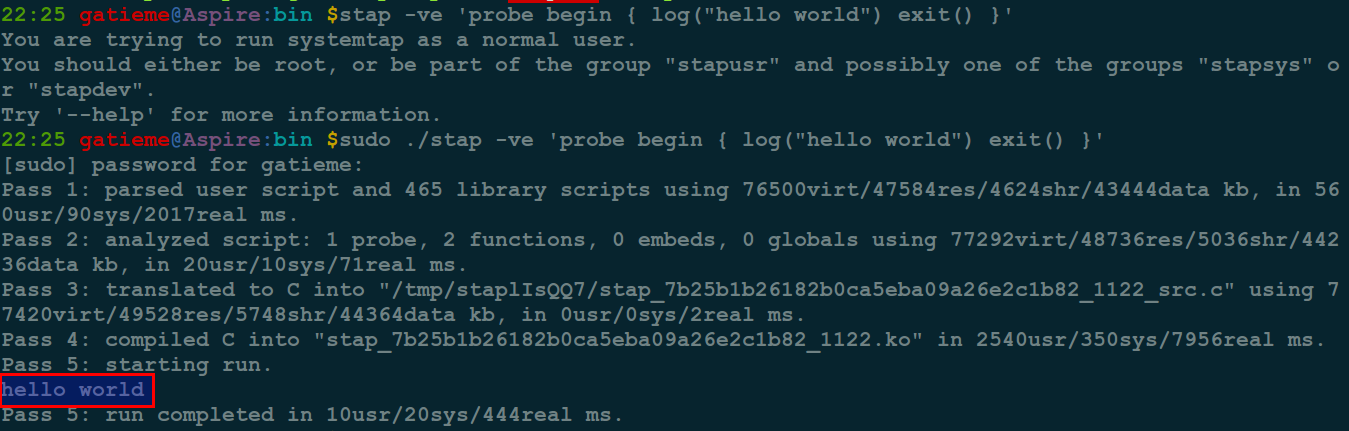 22:25 gatieme@Aspire:bin $stap -ve 'probe begin { log("hello world") exit() }'
You are trying to run systemtap as a normal user.
You should either be root, or be part of the group "stapusr" and possibly one of the groups "stapsys" o
r "stapdev".
Try '--help' for more information.
22:25 gatieme@Aspire:bin $sudo ./stap -ve 'probe begin { log("hello world") exit() }'
[sudo] password for gatieme:
Pass 1: parsed user script and 465 library scripts using 76500virt/47584res/4624shr/43444data kb, in 56
0usr/90sys/2017real ms.
Pass 2: analyzed script: 1 probe, 2 functions, 0 embeds, 0 globals using 77292virt/48736res/5036shr/442
36data kb, in 20usr/10sys/71real ms.
Pass 3: translated to C into "/tmp/staplIsQQ7/stap_7b25b1b26182b0ca5eba09a26e2c1b82_1122_src.c" using 7
7420virt/49528res/5748shr/44364data kb, in 0usr/0sys/2real ms.
Pass 4: compiled C into "stap_7b25b1b26182b0ca5eba09a26e2c1b82_1122.ko" in 2540usr/350sys/7956real ms.
Pass 5: starting run.
hello world
Pass 5: run completed in 10usr/20sys/444real ms.